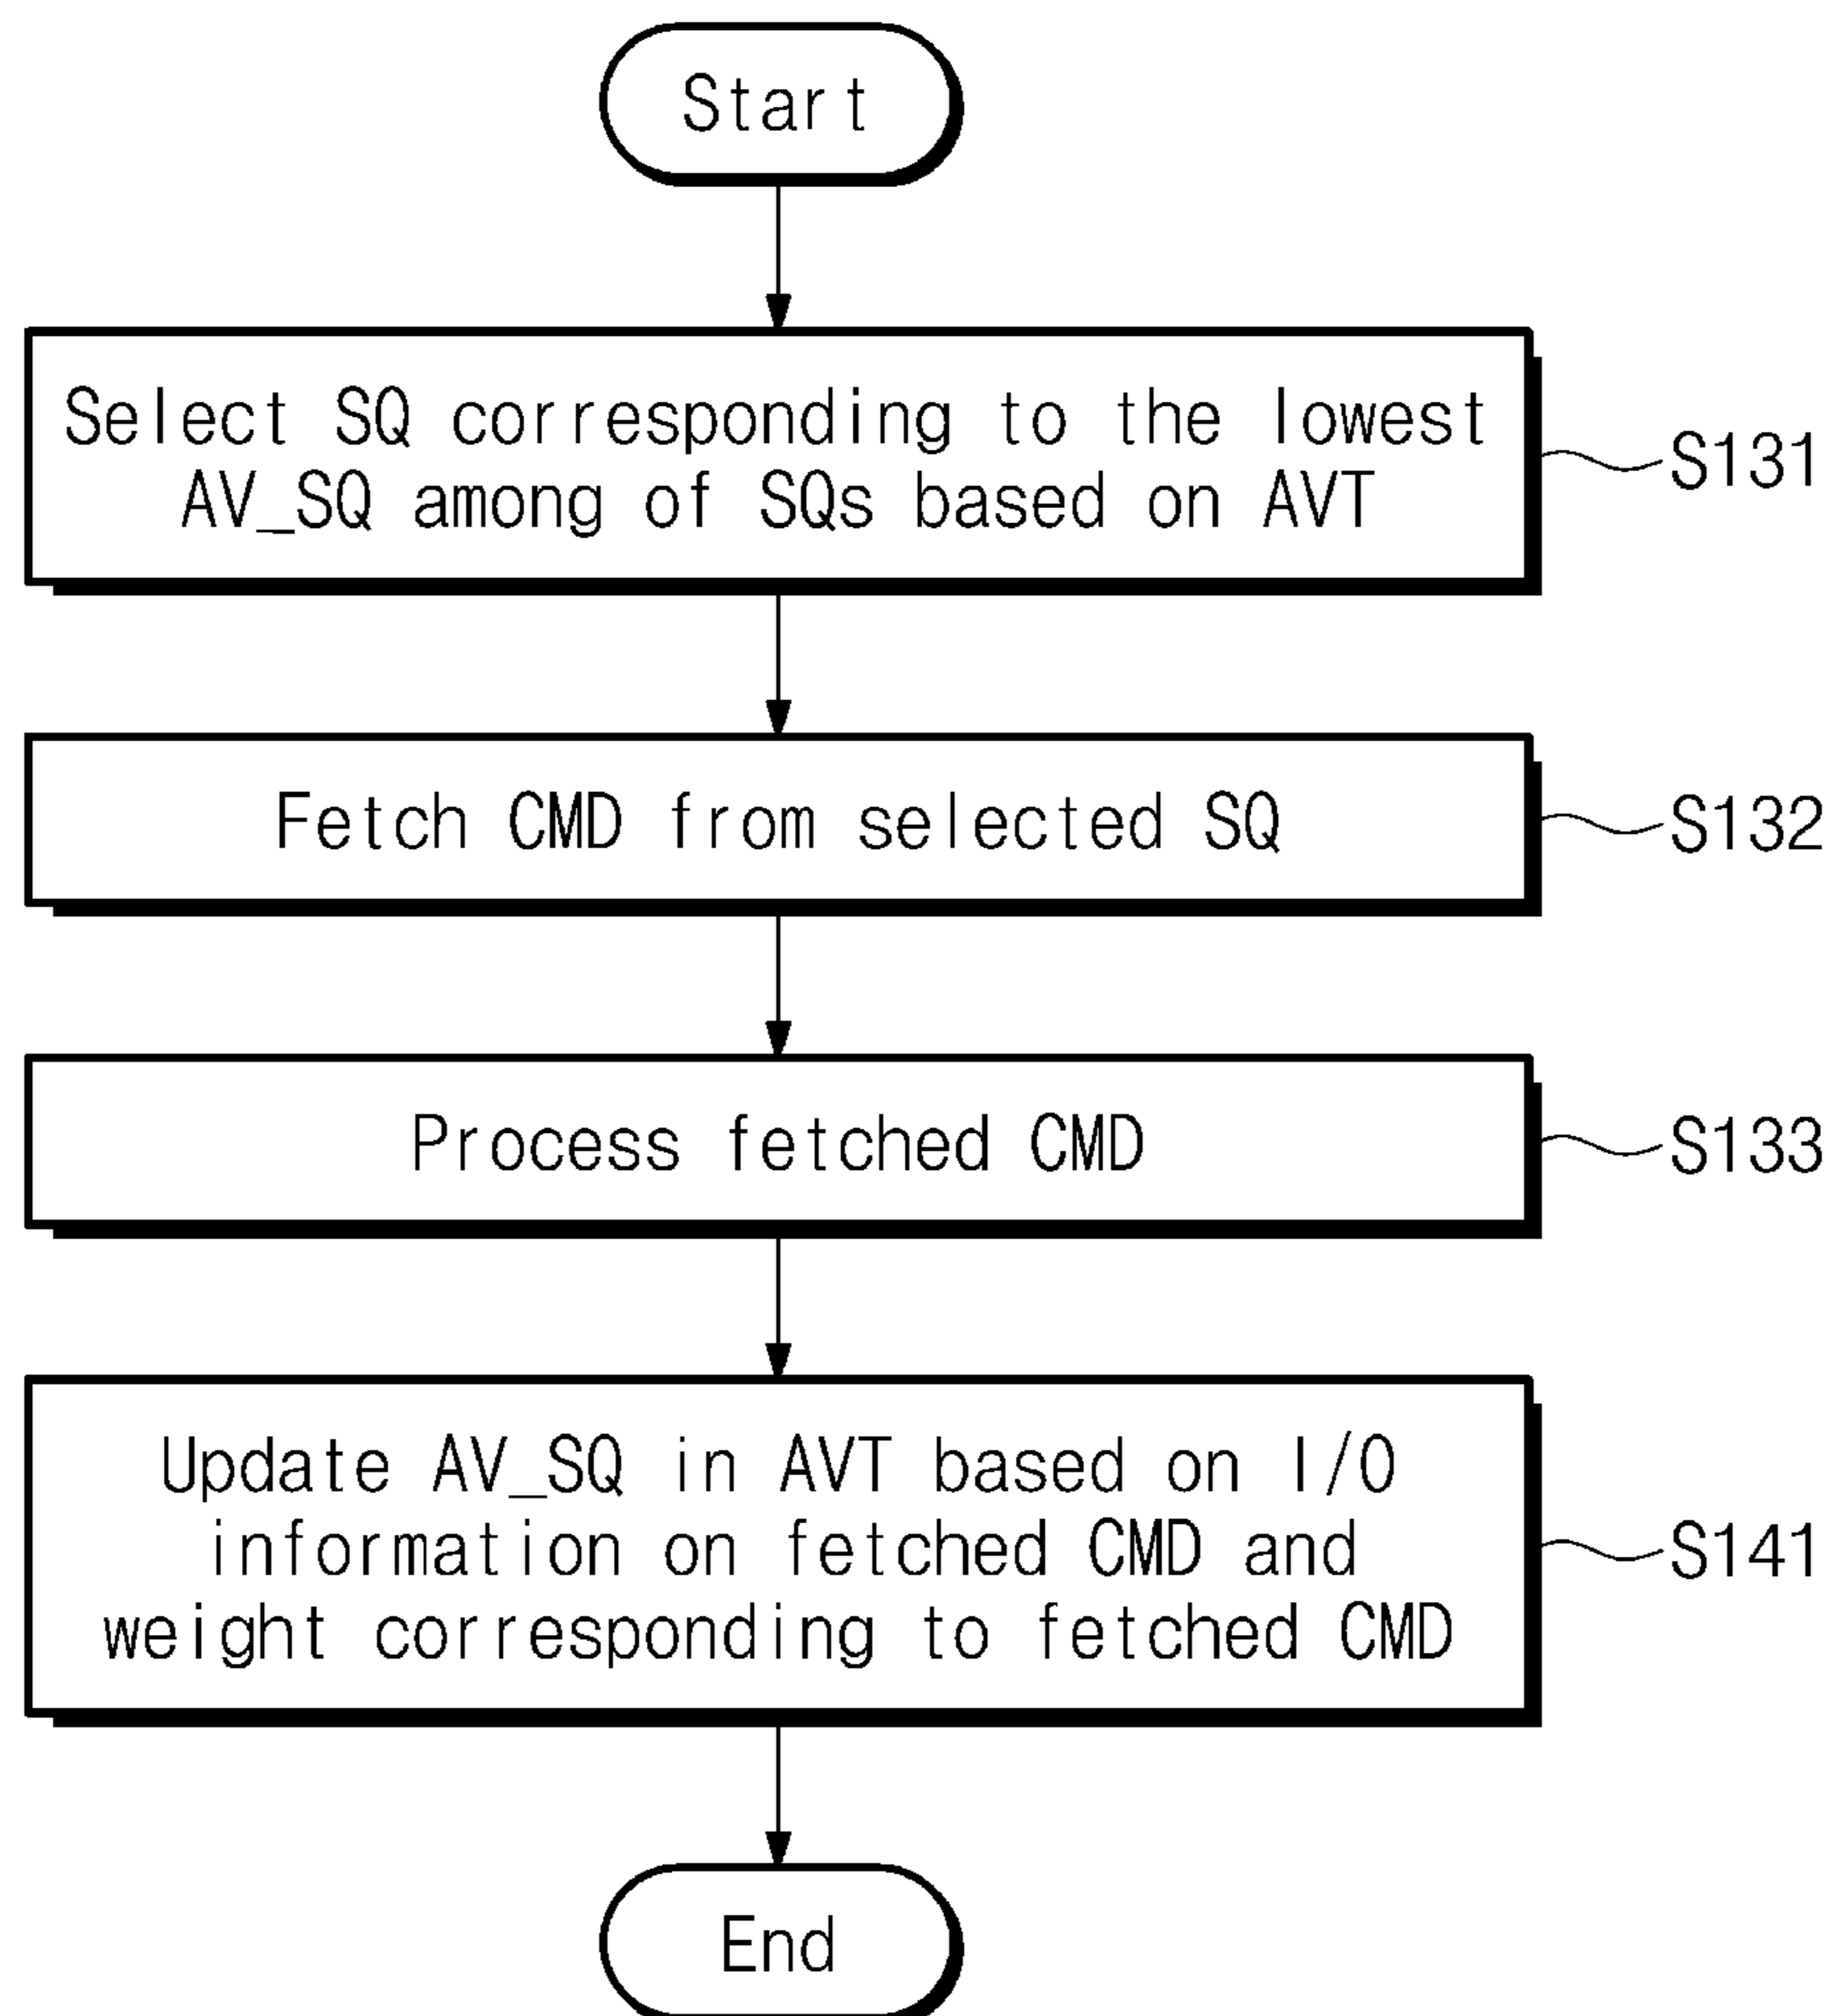 Start
Select SQ corresponding to the lowest
AV_SQ among of SQs based on AVT
S131
Fetch CMD from selected SQ
S132
Process fetched CMD
S133
Update AV_SQ in AVT based on I/O
information on fetched CMD and
weight corresponding to fetched CMD
S141
End